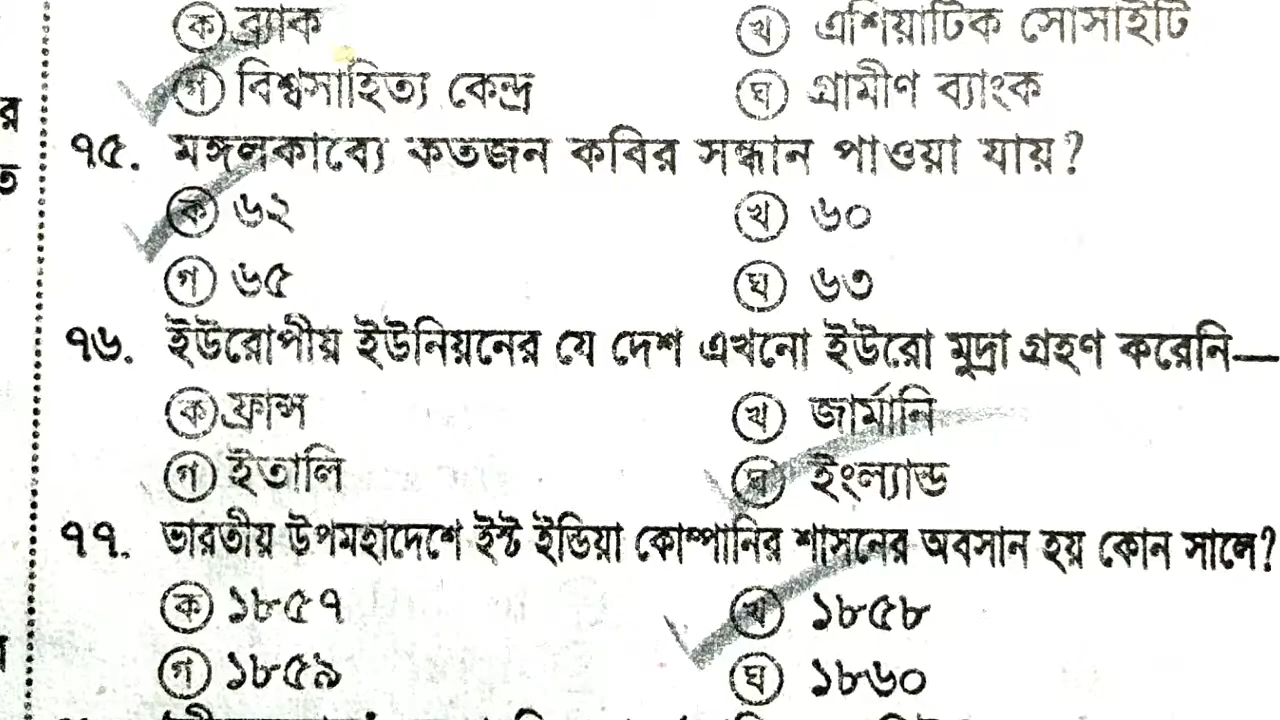 ক ব্র্যাক খ এশিয়াটিক সোসাইটি
র গ বিশ্বসাহিত্য কেন্দ্র ঘ গ্রামীণ ব্যাংক
৭৫. মঙ্গলকাব্যে কতজন কবির সন্ধান পাওয়া যায়?
ত
ক ৬২ খ ৬০
গ ৬৫ ঘ ৬৩
৭৬. ইউরোপীয় ইউনিয়নের যে দেশ এখনো ইউরো মুদ্রা গ্রহণ করেনি—
ক ফ্রান্স খ জার্মানি
গ ইতালি ঘ ইংল্যান্ড
৭৭. ভারতীয় উপমহাদেশে ইস্ট ইন্ডিয়া কোম্পানির শাসনের অবসান হয় কোন সালে?
ক ১৮৫৭ খ ১৮৫৮
গ ১৮৫৯ ঘ ১৮৬০